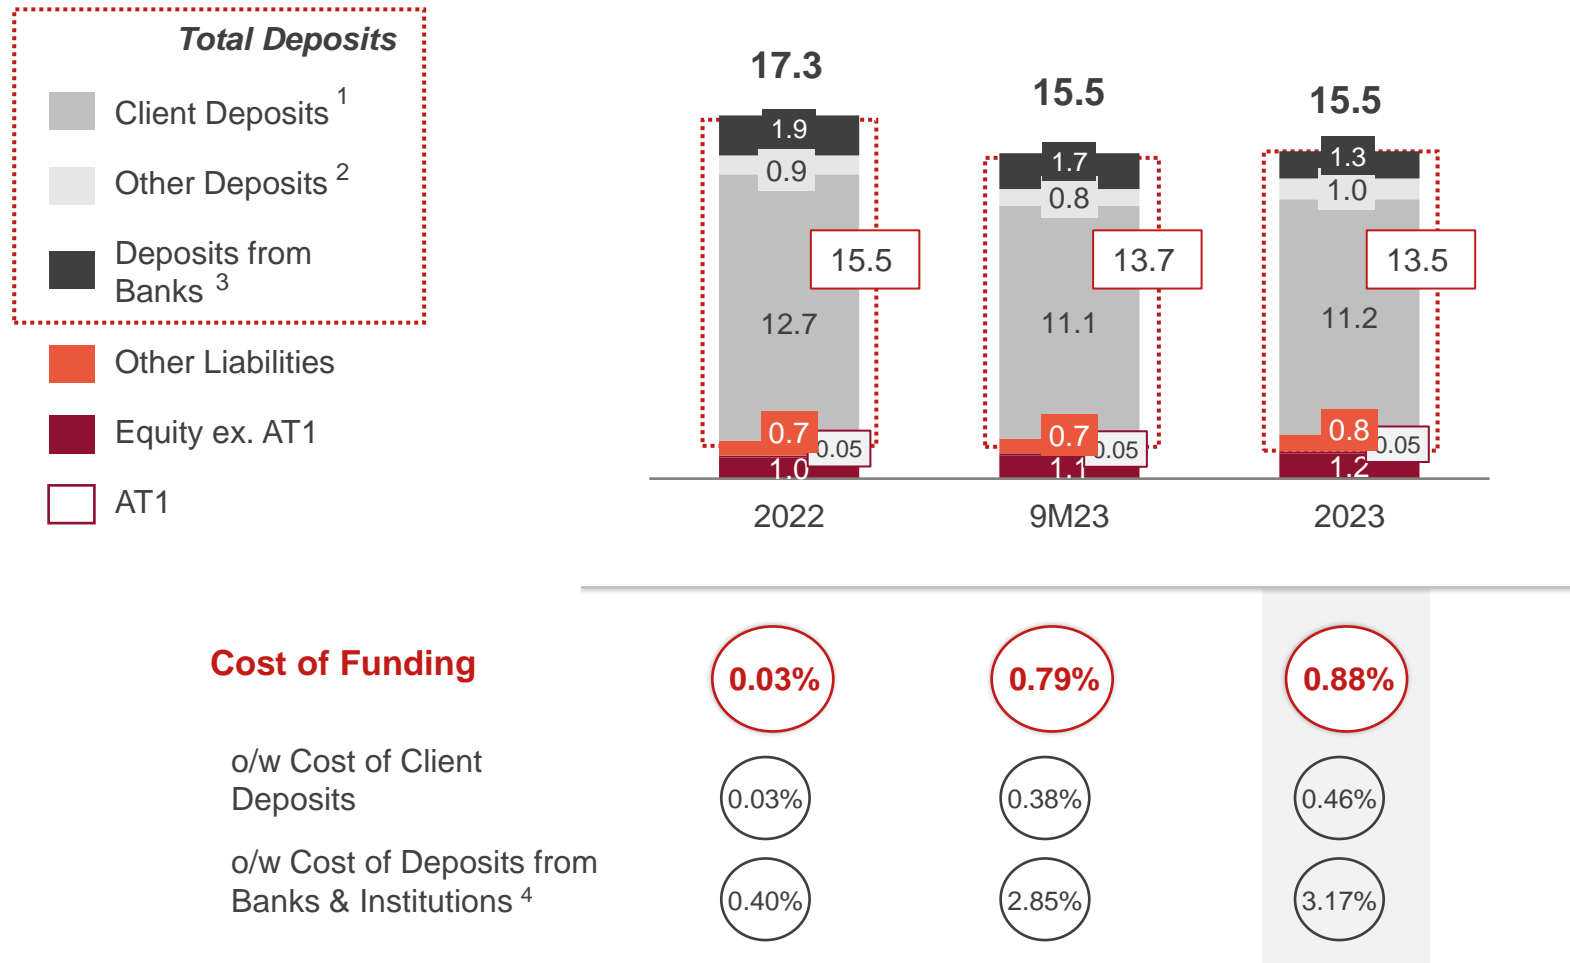 Total Deposits
Client Deposits 1
Other Deposits 2
Deposits from
Banks 3
Other Liabilities
Equity ex. AT1
AT1
17.3
15.5
15.5
1.9
1.7
1.3
0.9
0.8
1.0
15.5
13.7
13.5
12.7
11.1
11.2
0.7
0.7
0.8
0.05
0.05
0.05
1.0
1.1
1.2
2022
9M23
2023
Cost of Funding
0.03%
0.79%
0.88%
o/w Cost of Client
Deposits
0.03%
0.38%
0.46%
o/w Cost of Deposits from
Banks & Institutions 4
0.40%
2.85%
3.17%